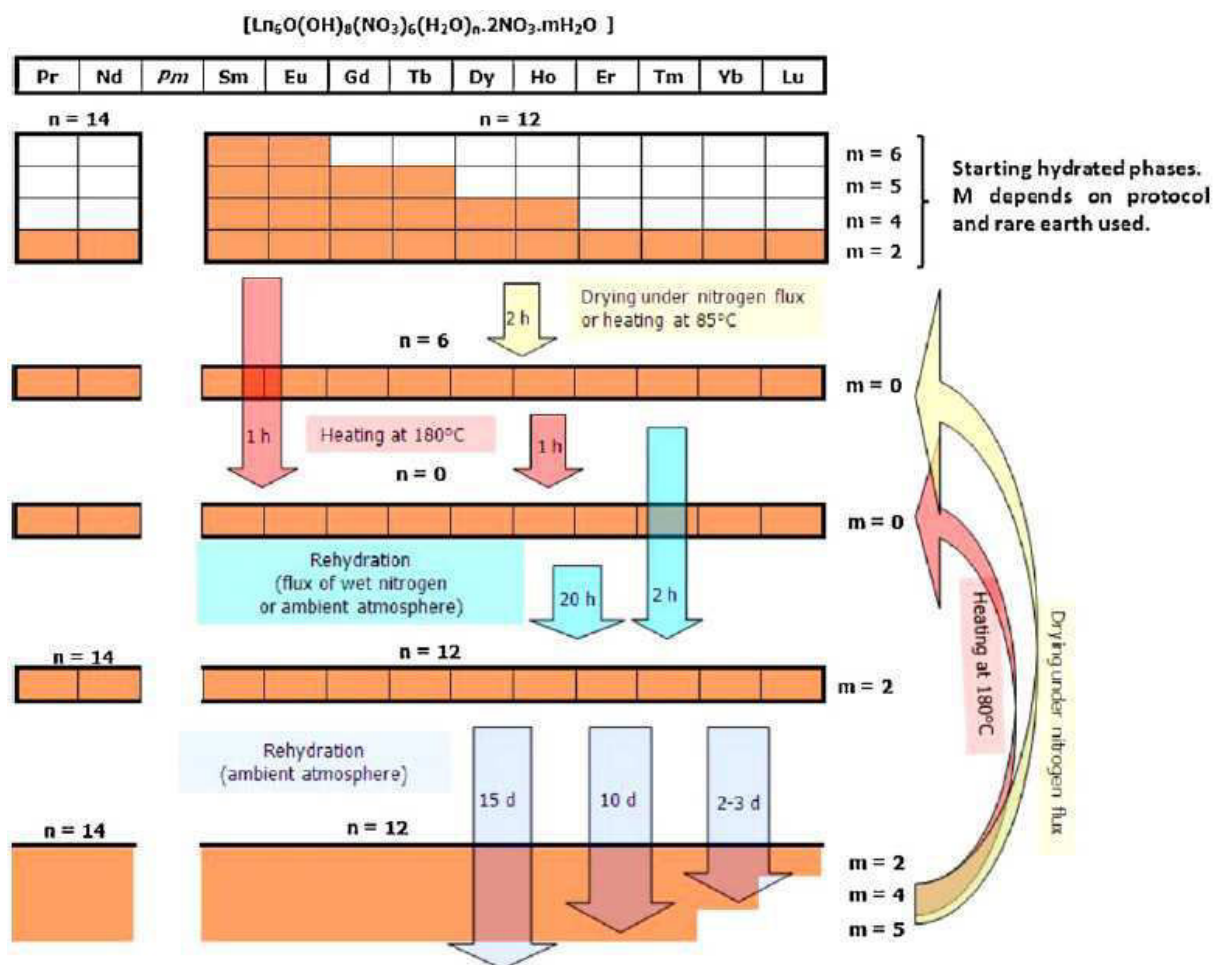 [Ln₆O(OH)₈(NO₃)₆(H₂O)ₙ.2NO₃.mH₂O ]
Pr Nd Pm Sm Eu Gd Tb Dy Ho Er Tm Yb Lu
n = 14 n = 12
m = 6
m = 5
m = 4
m = 2
Starting hydrated phases.
M depends on protocol
and rare earth used.
2 h
Drying under nitrogen flux
or heating at 85°C
n = 6
m = 0
1 h
Heating at 180°C
1 h
n = 0
m = 0
Rehydration
(flux of wet nitrogen
or ambient atmosphere)
20 h
2 h
n = 14 n = 12
m = 2
Rehydration
(ambient atmosphere)
15 d
10 d
2-3 d
n = 14 n = 12
m = 2
m = 4
m = 5
Heating at 180°C
Drying under nitrogen flux